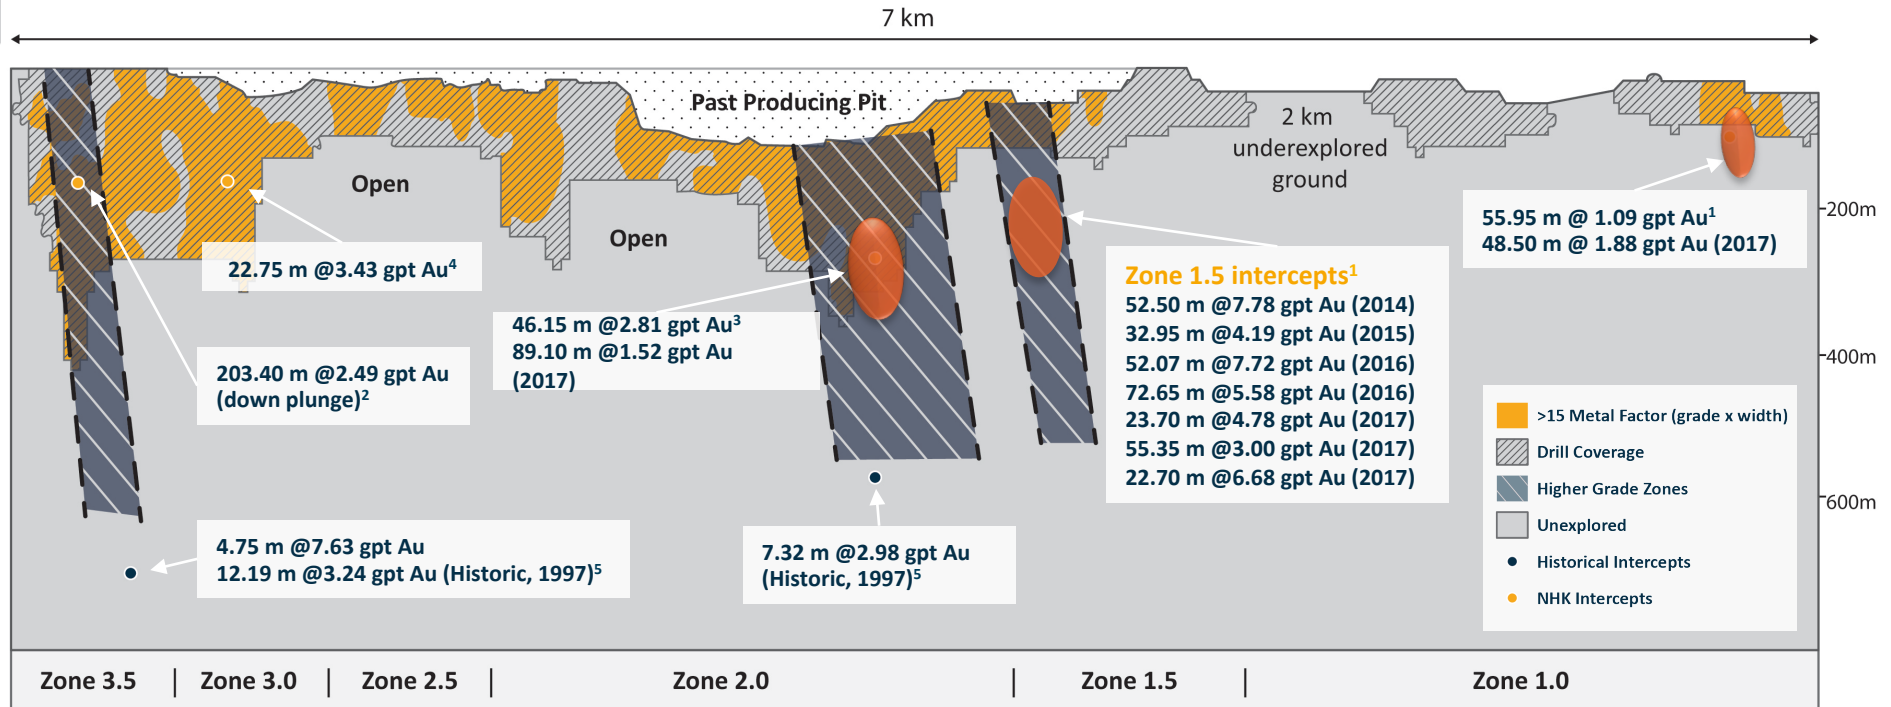 7 km
Past Producing Pit
2 km
underexplored
ground
Open
Open
200m
400m
600m
22.75 m @3.43 gpt Au⁴
203.40 m @2.49 gpt Au
(down plunge)²
46.15 m @2.81 gpt Au³
89.10 m @1.52 gpt Au
(2017)
Zone 1.5 intercepts¹
52.50 m @7.78 gpt Au (2014)
32.95 m @4.19 gpt Au (2015)
52.07 m @7.72 gpt Au (2016)
72.65 m @5.58 gpt Au (2016)
23.70 m @4.78 gpt Au (2017)
55.35 m @3.00 gpt Au (2017)
22.70 m @6.68 gpt Au (2017)
55.95 m @ 1.09 gpt Au¹
48.50 m @ 1.88 gpt Au (2017)
4.75 m @7.63 gpt Au
12.19 m @3.24 gpt Au (Historic, 1997)⁵
7.32 m @2.98 gpt Au
(Historic, 1997)⁵
>15 Metal Factor (grade x width)
Drill Coverage
Higher Grade Zones
Unexplored
Historical Intercepts
NHK Intercepts
Zone 3.5 | Zone 3.0 | Zone 2.5 | Zone 2.0 | Zone 1.5 | Zone 1.0